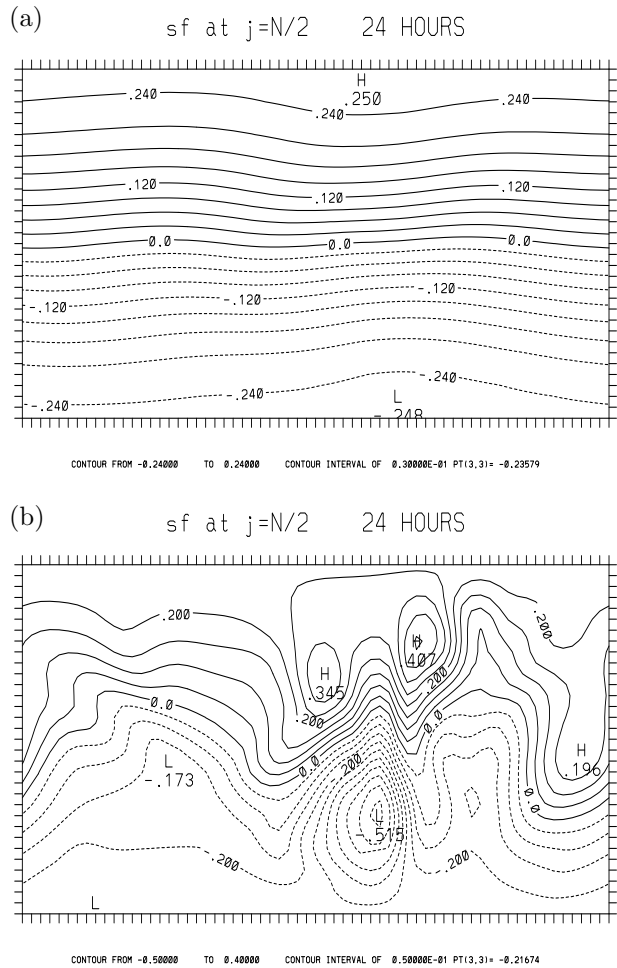 (a)
sf at j=N/2 24 HOURS
H
.250
.240
.240
.240
.120
.120
.120
0.0
0.0
0.0
-.120
-.120
-.120
-.240
-.240
-.240
L
-.248
CONTOUR FROM -0.24000 TO 0.24000 CONTOUR INTERVAL OF 0.30000E-01 PT(3,3)= -0.23579
(b)
sf at j=N/2 24 HOURS
.200
.200
H
.407
H
.345
.200
.200
0.0
.200
0.0
0.0
L
-.173
H
.196
0.0
L
-.515
-.200
-.200
L
CONTOUR FROM -0.50000 TO 0.40000 CONTOUR INTERVAL OF 0.50000E-01 PT(3,3)= -0.21674